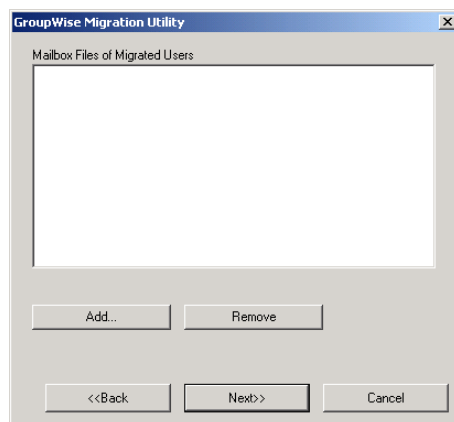 GroupWise Migration Utility
Mailbox Files of Migrated Users
Add... Remove
<<Back Next>> Cancel